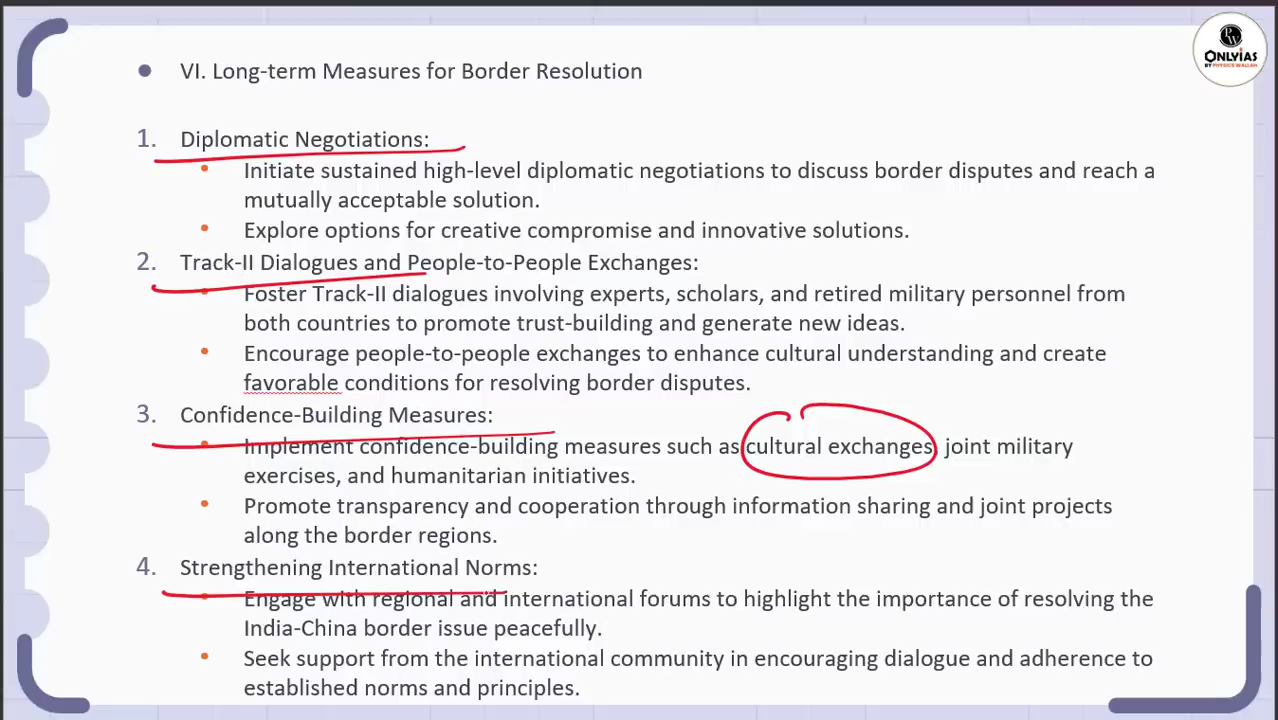 PW
ONLYIAS
BY PHYSICS WALLAH
VI. Long-term Measures for Border Resolution
1. Diplomatic Negotiations:
Initiate sustained high-level diplomatic negotiations to discuss border disputes and reach a
mutually acceptable solution.
Explore options for creative compromise and innovative solutions.
2. Track-II Dialogues and People-to-People Exchanges:
Foster Track-II dialogues involving experts, scholars, and retired military personnel from
both countries to promote trust-building and generate new ideas.
Encourage people-to-people exchanges to enhance cultural understanding and create
favorable conditions for resolving border disputes.
3. Confidence-Building Measures:
Implement confidence-building measures such as cultural exchanges, joint military
exercises, and humanitarian initiatives.
Promote transparency and cooperation through information sharing and joint projects
along the border regions.
4. Strengthening International Norms:
Engage with regional and international forums to highlight the importance of resolving the
India-China border issue peacefully.
Seek support from the international community in encouraging dialogue and adherence to
established norms and principles.